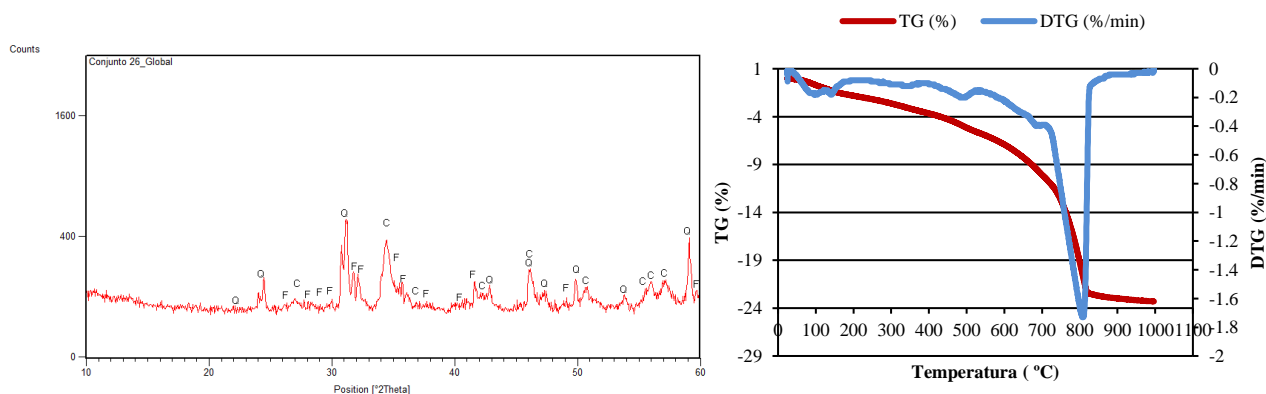 Counts
Conjunto 26_Global
1600
400
0
Q Q Q F C F F F F F Q F F C F F C F F C Q C Q Q F Q C Q C C C Q F
10 20 30 40 50 60
Position [°2Theta]
TG (%) DTG (%/min)
1
-4
-9
-14
-19
-24
-29
TG (%)
0
-0.2
-0.4
-0.6
-0.8
-1
-1.2
-1.4
-1.6
-1.8
-2
DTG (%/min)
0 100 200 300 400 500 600 700 800 900 1000 1100
Temperatura ( ºC)